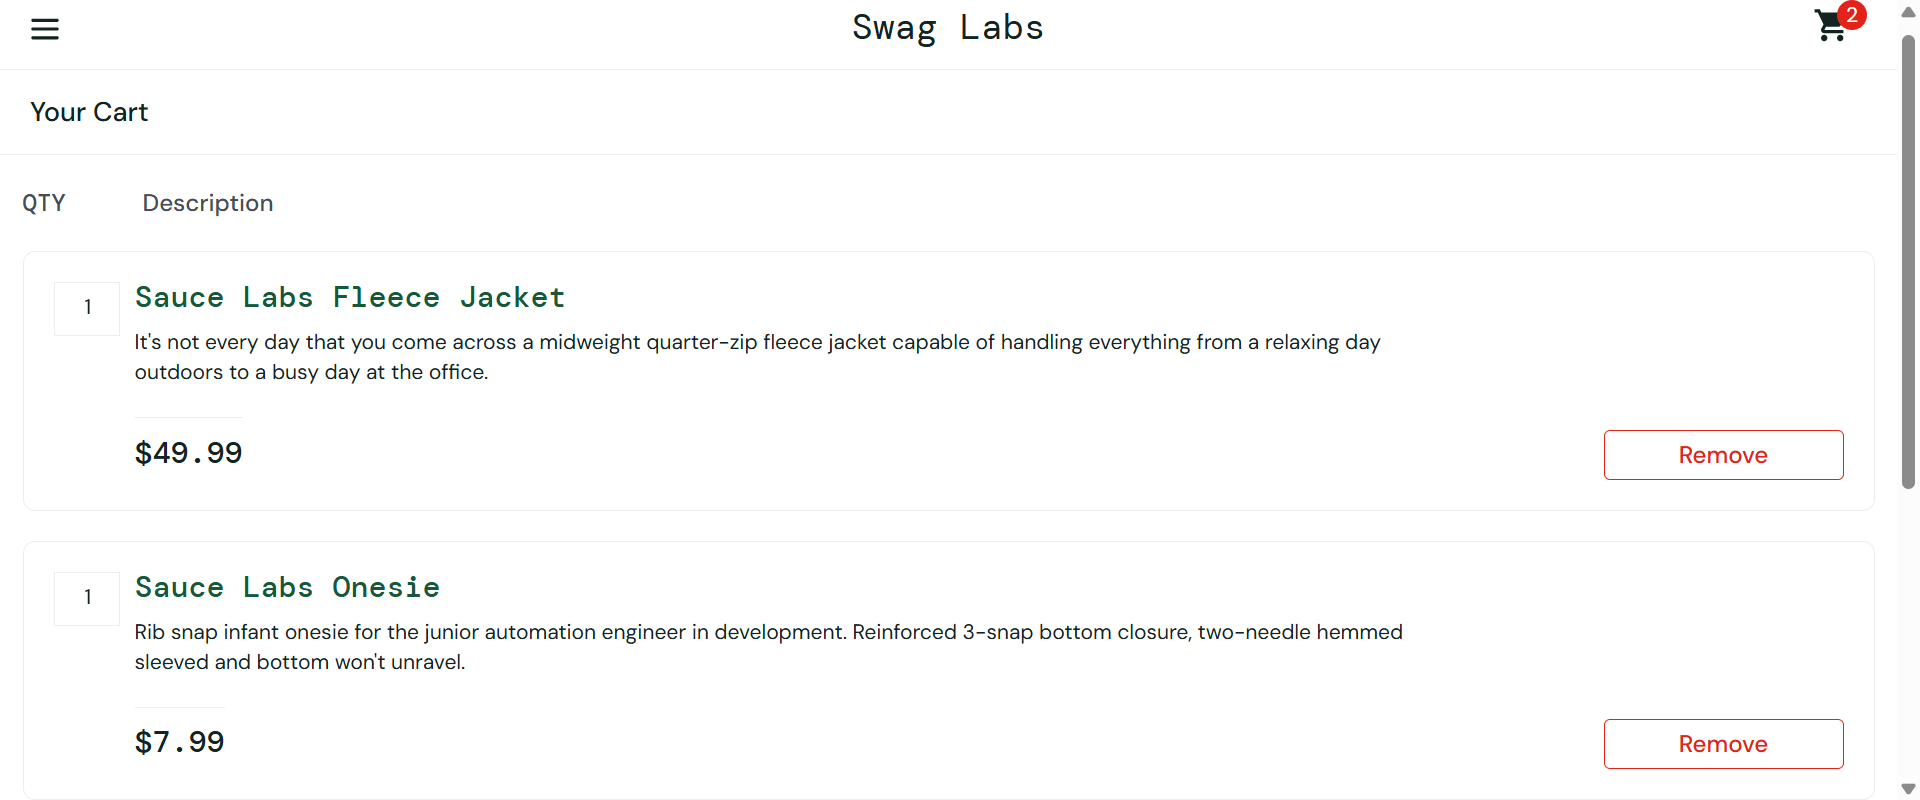 Swag Labs
2
Your Cart
QTY Description
1
Sauce Labs Fleece Jacket
It's not every day that you come across a midweight quarter-zip fleece jacket capable of handling everything from a relaxing day
outdoors to a busy day at the office.
$49.99
Remove
1
Sauce Labs Onesie
Rib snap infant onesie for the junior automation engineer in development. Reinforced 3-snap bottom closure, two-needle hemmed
sleeved and bottom won't unravel.
$7.99
Remove